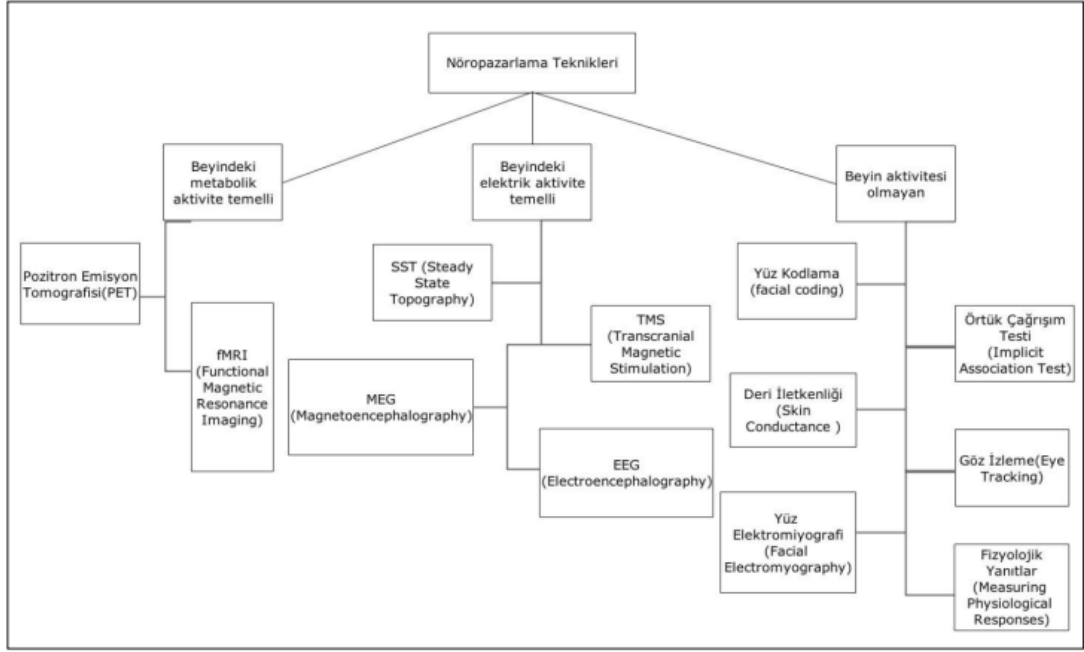 Nöropazarlama Teknikleri
Beyindeki
metabolik
aktivite temelli
Beyindeki
elektrik aktivite
temelli
Beyin aktivitesi
olmayan
Pozitron Emisyon
Tomografisi(PET)
fMRI
(Functional
Magnetic
Resonance
Imaging)
SST (Steady
State
Topography)
TMS
(Transcranial
Magnetic
Stimulation)
MEG
(Magnetoencephalography)
EEG
(Electroencephalography)
Yüz Kodlama
(facial coding)
Örtük Çağrışım
Testi
(Implicit
Association Test)
Deri İletkenliği
(Skin
Conductance )
Göz İzleme(Eye
Tracking)
Yüz
Elektromiyografi
(Facial
Electromyography)
Fizyolojik
Yanıtlar
(Measuring
Physiological
Responses)